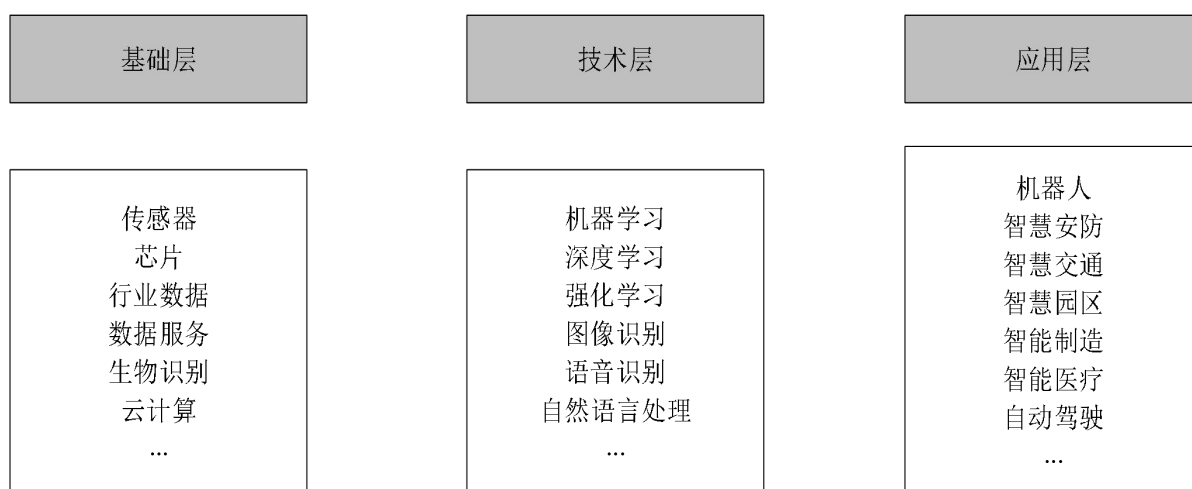 基础层
技术层
应用层
传感器
芯片
行业数据
数据服务
生物识别
云计算
...
机器学习
深度学习
强化学习
图像识别
语音识别
自然语言处理
...
机器人
智慧安防
智慧交通
智慧园区
智能制造
智能医疗
自动驾驶
...